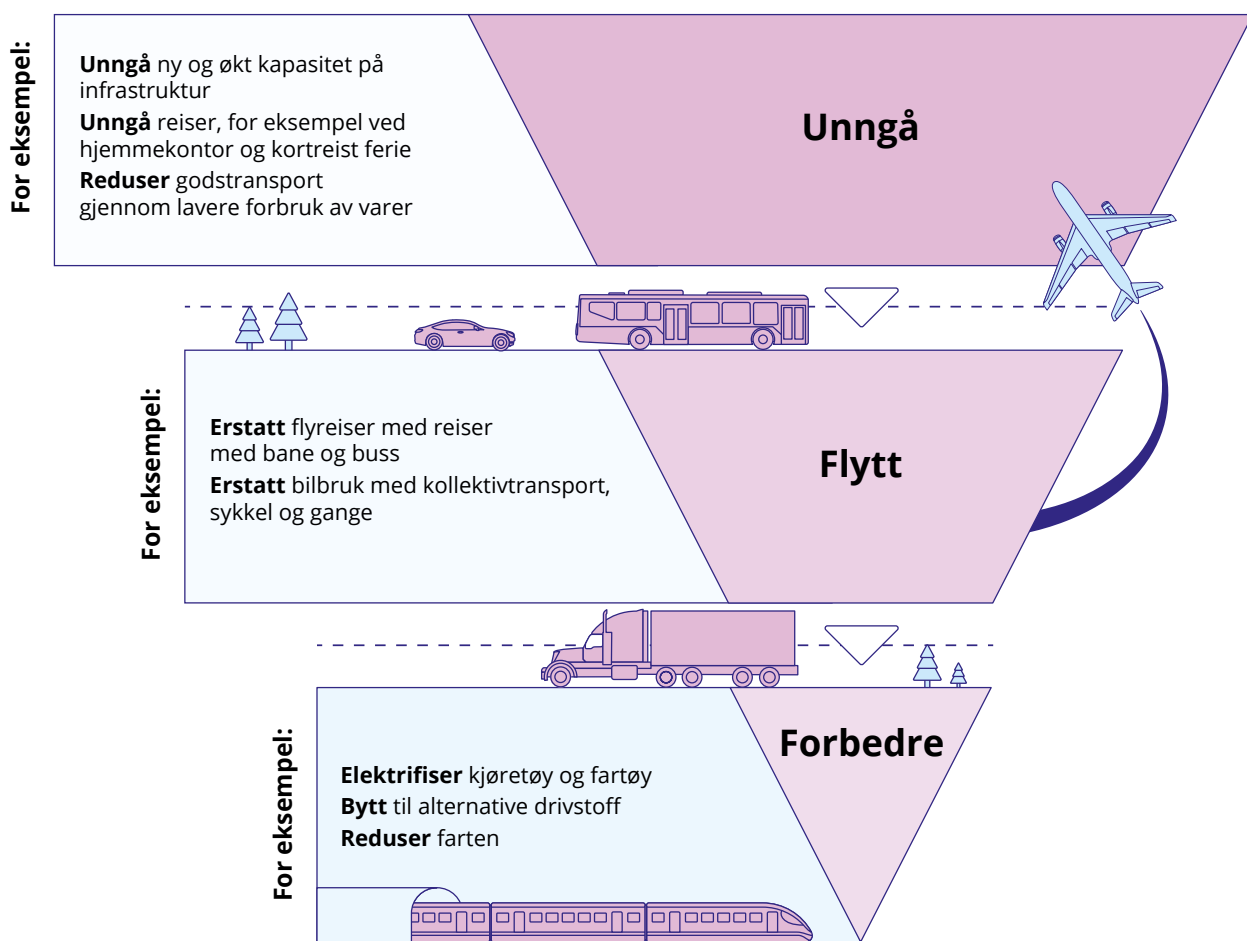 For eksempel:
Unngå ny og økt kapasitet på
infrastruktur
Unngå reiser, for eksempel ved
hjemmekontor og kortreist ferie
Reduser godstransport
gjennom lavere forbruk av varer
Unngå
For eksempel:
Erstatt flyreiser med reiser
med bane og buss
Erstatt bilbruk med kollektivtransport,
sykkel og gange
Flytt
For eksempel:
Elektrifiser kjøretøy og fartøy
Bytt til alternative drivstoff
Reduser farten
Forbedre